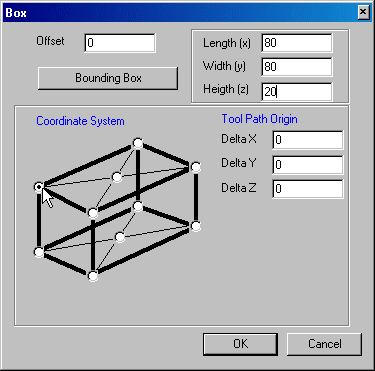 Box
Offset 0
Length (x) 80
Width (y) 80
Heigth (z) 20
Bounding Box
Coordinate System
Tool Path Origin
Delta X 0
Delta Y 0
Delta Z 0
OK Cancel